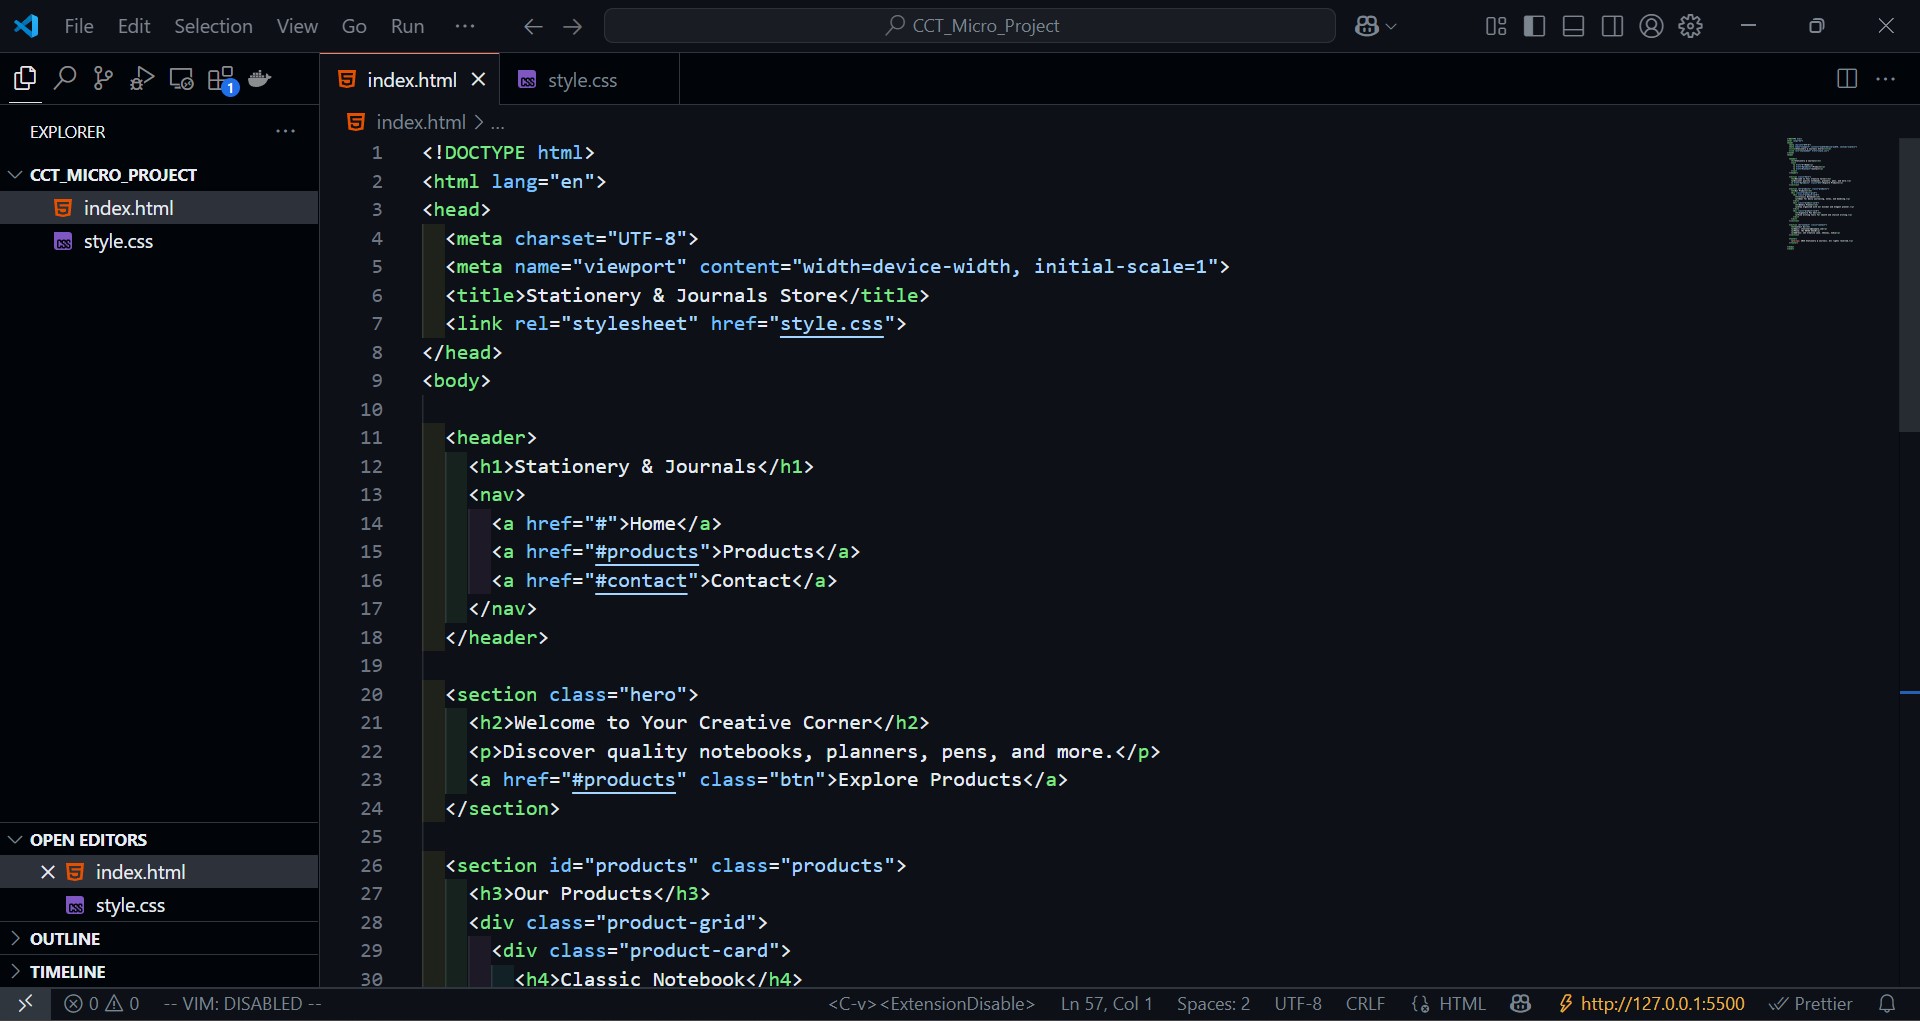 File Edit Selection View Go Run ··· CCT_Micro_Project
1
index.html style.css
EXPLORER
index.html > ...
CCT_MICRO_PROJECT
index.html
style.css
1 <!DOCTYPE html>
2 <html lang="en">
3 <head>
4 <meta charset="UTF-8">
5 <meta name="viewport" content="width=device-width, initial-scale=1">
6 <title>Stationery & Journals Store</title>
7 <link rel="stylesheet" href="style.css">
8 </head>
9 <body>
10
11 <header>
12 <h1>Stationery & Journals</h1>
13 <nav>
14 <a href="#">Home</a>
15 <a href="#products">Products</a>
16 <a href="#contact">Contact</a>
17 </nav>
18 </header>
19
20 <section class="hero">
21 <h2>Welcome to Your Creative Corner</h2>
22 <p>Discover quality notebooks, planners, pens, and more.</p>
23 <a href="#products" class="btn">Explore Products</a>
24 </section>
25
26 <section id="products" class="products">
27 <h3>Our Products</h3>
28 <div class="product-grid">
29 <div class="product-card">
30 <h4>Classic Notebook</h4>
OPEN EDITORS
index.html
style.css
OUTLINE
TIMELINE
0 0 -- VIM: DISABLED -- <C-v><ExtensionDisable> Ln 57, Col 1 Spaces: 2 UTF-8 CRLF HTML http://127.0.0.1:5500 Prettier